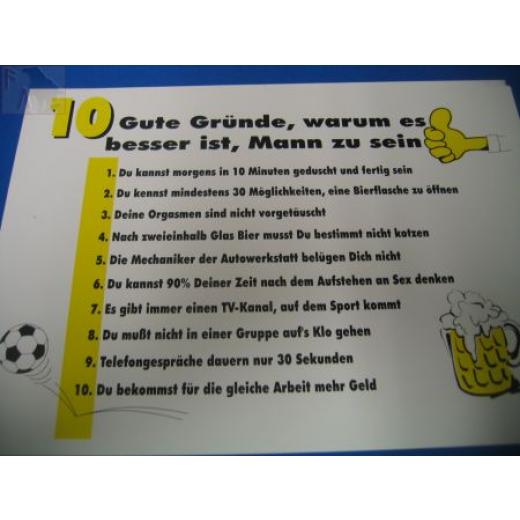 10 Gute Gründe, warum es
besser ist, Mann zu sein
1. Du kannst morgens in 10 Minuten geduscht und fertig sein
2. Du kennst mindestens 30 Möglichkeiten, eine Bierflasche zu öffnen
3. Deine Orgasmen sind nicht vorgetäuscht
4. Nach zweieinhalb Glas Bier musst Du bestimmt nicht kotzen
5. Die Mechaniker der Autowerkstatt belügen Dich nicht
6. Du kannst 90% Deiner Zeit nach dem Aufstehen an Sex denken
7. Es gibt immer einen TV-Kanal, auf dem Sport kommt
8. Du mußt nicht in einer Gruppe auf's Klo gehen
9. Telefongespräche dauern nur 30 Sekunden
10. Du bekommst für die gleiche Arbeit mehr Geld